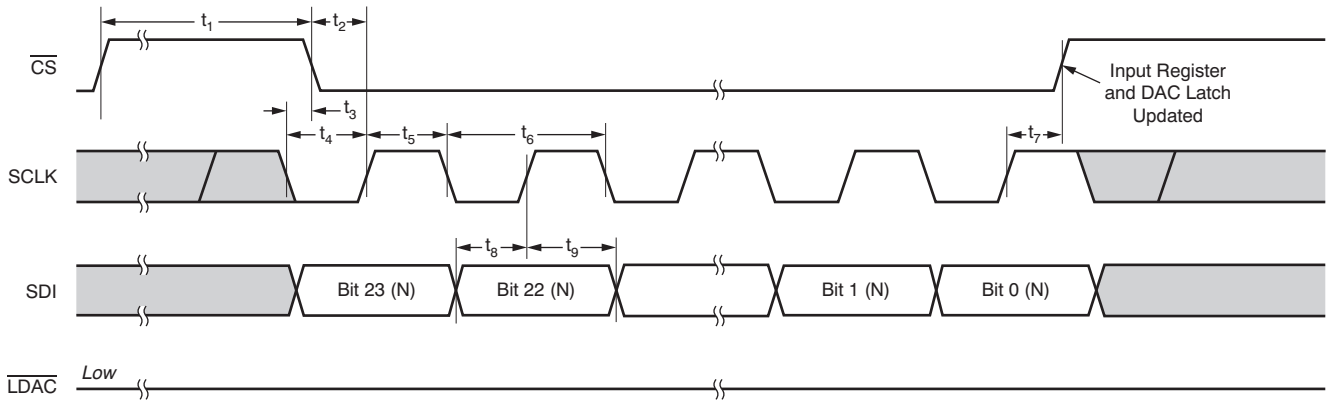 t1
t2
CS
Input Register
and DAC Latch
Updated
t3
t4
t5
t6
t7
SCLK
t8
t9
SDI
Bit 23 (N)
Bit 22 (N)
Bit 1 (N)
Bit 0 (N)
Low
LDAC